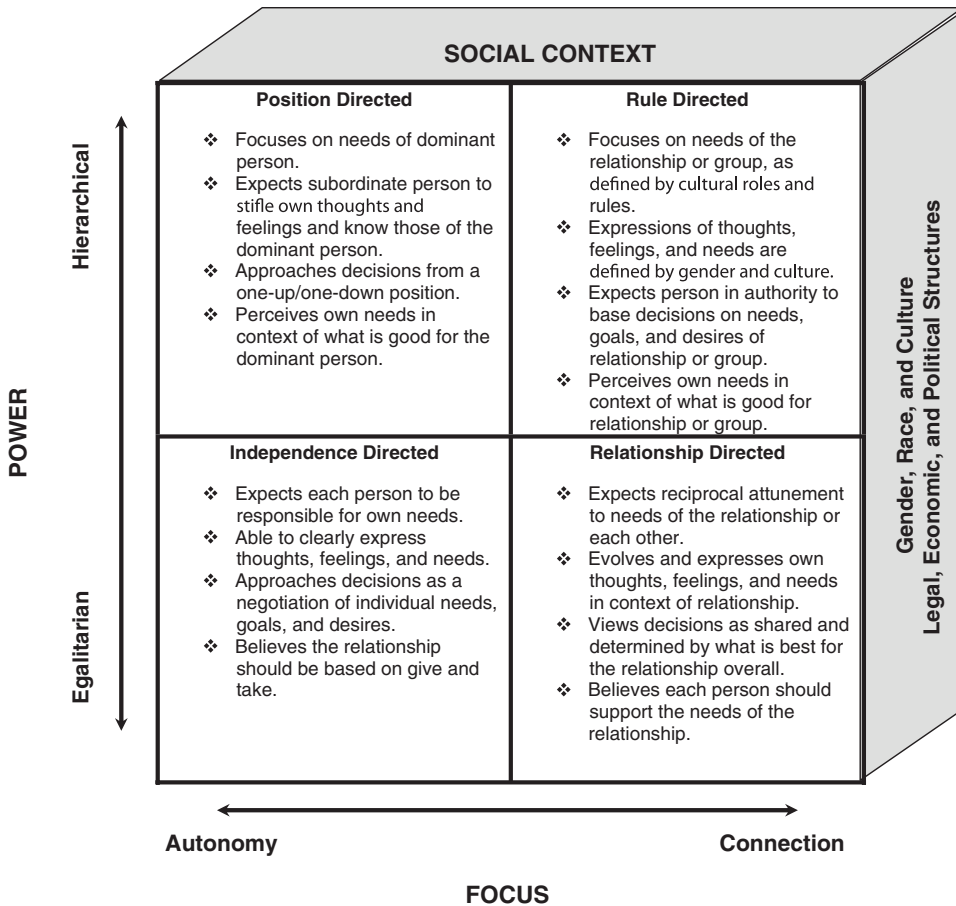 SOCIAL CONTEXT
Position Directed
❖ Focuses on needs of dominant
person.
❖ Expects subordinate person to
stifle own thoughts and
feelings and know those of the
dominant person.
❖ Approaches decisions from a
one-up/one-down position.
❖ Perceives own needs in
context of what is good for the
dominant person.
Rule Directed
❖ Focuses on needs of the
relationship or group, as
defined by cultural roles and
rules.
❖ Expressions of thoughts,
feelings, and needs are
defined by gender and culture.
❖ Expects person in authority to
base decisions on needs,
goals, and desires of
relationship or group.
❖ Perceives own needs in
context of what is good for
relationship or group.
Independence Directed
❖ Expects each person to be
responsible for own needs.
❖ Able to clearly express
thoughts, feelings, and needs.
❖ Approaches decisions as a
negotiation of individual needs,
goals, and desires.
❖ Believes the relationship
should be based on give and
take.
Relationship Directed
❖ Expects reciprocal attunement
to needs of the relationship or
each other.
❖ Evolves and expresses own
thoughts, feelings, and needs
in context of relationship.
❖ Views decisions as shared and
determined by what is best for
the relationship overall.
❖ Believes each person should
support the needs of the
relationship.
POWER
Hierarchical
Egalitarian
Gender, Race, and Culture
Legal, Economic, and Political Structures
Autonomy
Connection
FOCUS